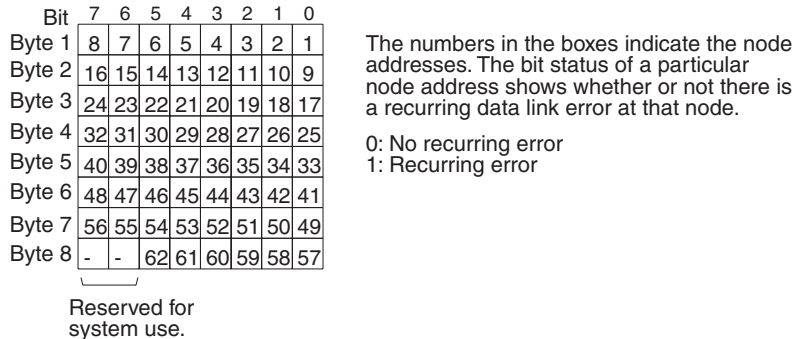 Bit 7 6 5 4 3 2 1 0
Byte 1 8 7 6 5 4 3 2 1
Byte 2 16 15 14 13 12 11 10 9
Byte 3 24 23 22 21 20 19 18 17
Byte 4 32 31 30 29 28 27 26 25
Byte 5 40 39 38 37 36 35 34 33
Byte 6 48 47 46 45 44 43 42 41
Byte 7 56 55 54 53 52 51 50 49
Byte 8 - - 62 61 60 59 58 57
Reserved for
system use.
The numbers in the boxes indicate the node
addresses. The bit status of a particular
node address shows whether or not there is
a recurring data link error at that node.
0: No recurring error
1: Recurring error